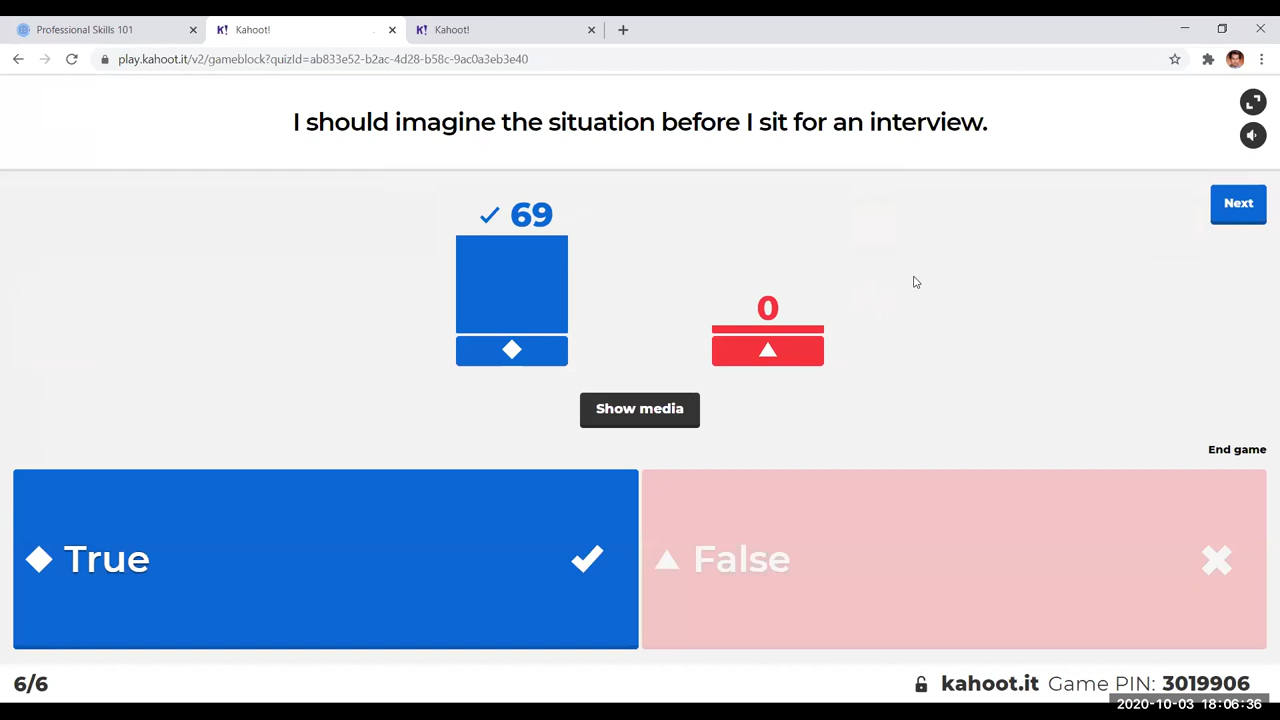 Professional Skills 101
Kahoot!
Kahoot!
play.kahoot.it/v2/gameblock?quizId=ab833e52-b2ac-4d28-b58c-9ac0a3eb3e40
I should imagine the situation before I sit for an interview.
Next
69
0
Show media
End game
True
False
6/6
kahoot.it Game PIN: 3019906
2020-10-03 18:06:36